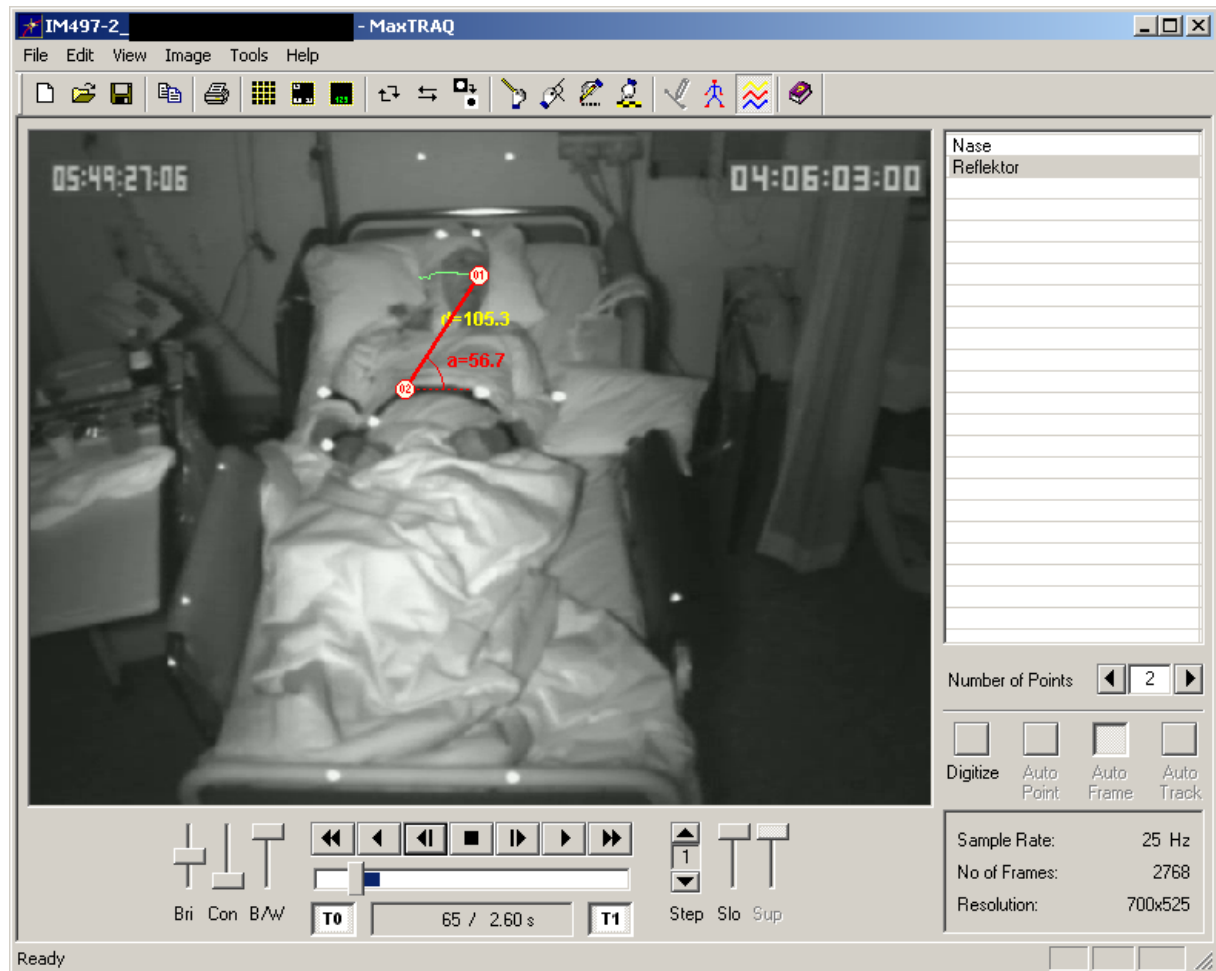 IM497-2_ - MaxTRAQ
File Edit View Image Tools Help
05:49:27:06
04:06:03:00
Nase
Reflektor
01
d=105.3
a=56.7
02
Number of Points 2
Digitize Auto Point Auto Frame Auto Track
Sample Rate: 25 Hz
No of Frames: 2768
Resolution: 700x525
1
Bri Con B/W T0 65 / 2.60 s T1 Step Slo Sup
Ready